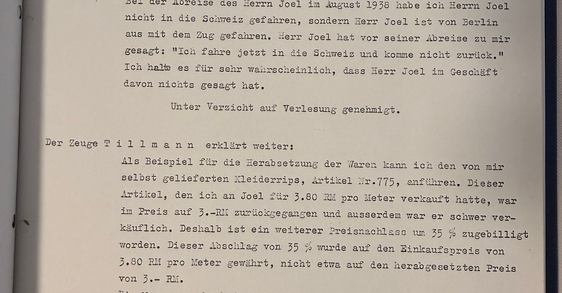 Bei der Abreise des Herrn Joel im August 1938 habe ich Herrn Joel
nicht in die Schweiz gefahren, sondern Herr Joel ist von Berlin
aus mit dem Zug gefahren. Herr Joel hat vor seiner Abreise zu mir
gesagt: "Ich fahre jetzt in die Schweiz und komme nicht zurück."
Ich halte es für sehr wahrscheinlich, dass Herr Joel im Geschäft
davon nichts gesagt hat.
Unter Verzicht auf Verlesung genehmigt.
Der Zeuge T i l l m a n n erklärt weiter:
Als Beispiel für die Herabsetzung der Waren kann ich den von mir
selbst gelieferten Kleiderrips, Artikel Nr.775, anführen. Dieser
Artikel, den ich an Joel für 3.80 RM pro Meter verkauft hatte, war
im Preis auf 3.-RM zurückgegangen und ausserdem war er schwer ver-
käuflich. Deshalb ist ein weiterer Preisnachlass um 35 % zugebilligt
worden. Dieser Abschlag von 35 % wurde auf den Einkaufspreis von
3.80 RM pro Meter gewährt, nicht etwa auf den herabgesetzten Preis
von 3.- RM.